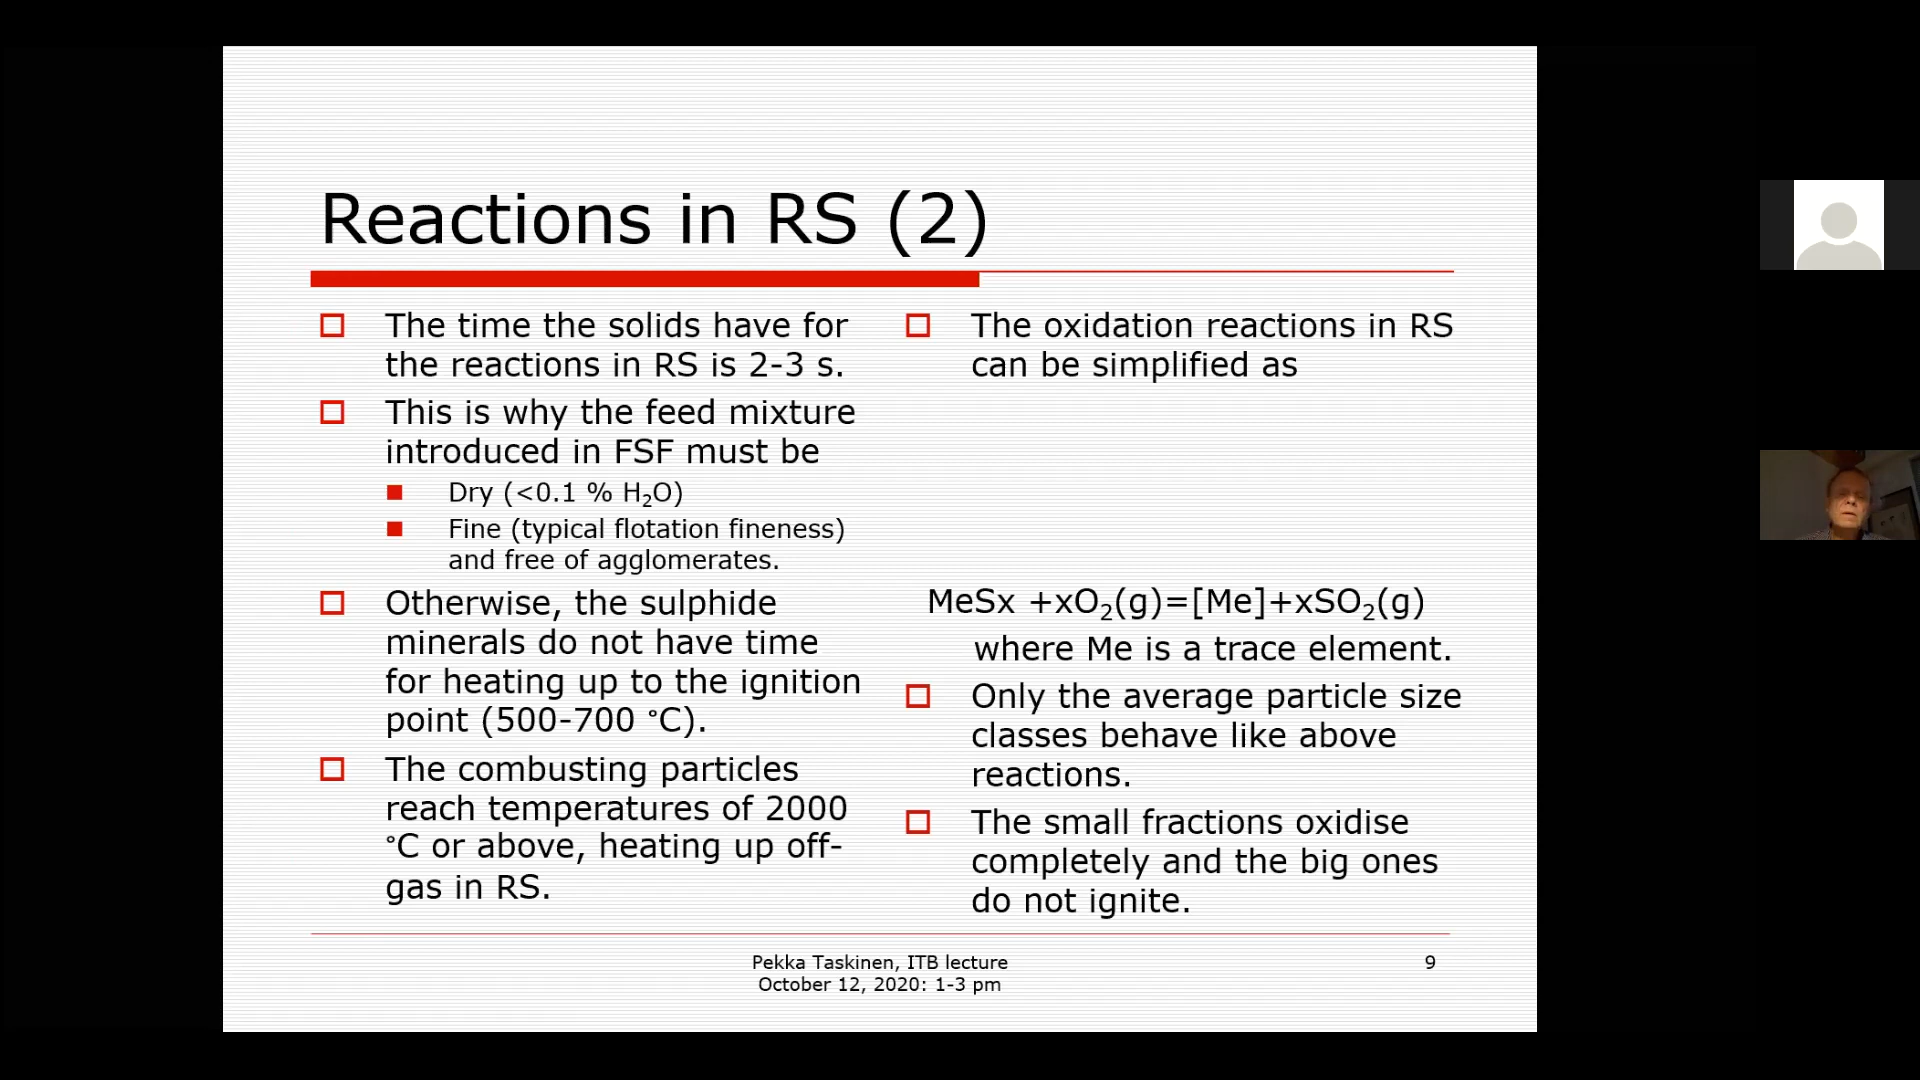 Reactions in RS (2)
The time the solids have for
the reactions in RS is 2-3 s.
This is why the feed mixture
introduced in FSF must be
Dry (<0.1 % H₂O)
Fine (typical flotation fineness)
and free of agglomerates.
Otherwise, the sulphide
minerals do not have time
for heating up to the ignition
point (500-700 °C).
The combusting particles
reach temperatures of 2000
°C or above, heating up off-
gas in RS.
The oxidation reactions in RS
can be simplified as
MeSx +xO₂(g)=[Me]+xSO₂(g)
where Me is a trace element.
Only the average particle size
classes behave like above
reactions.
The small fractions oxidise
completely and the big ones
do not ignite.
Pekka Taskinen, ITB lecture
October 12, 2020: 1-3 pm
9